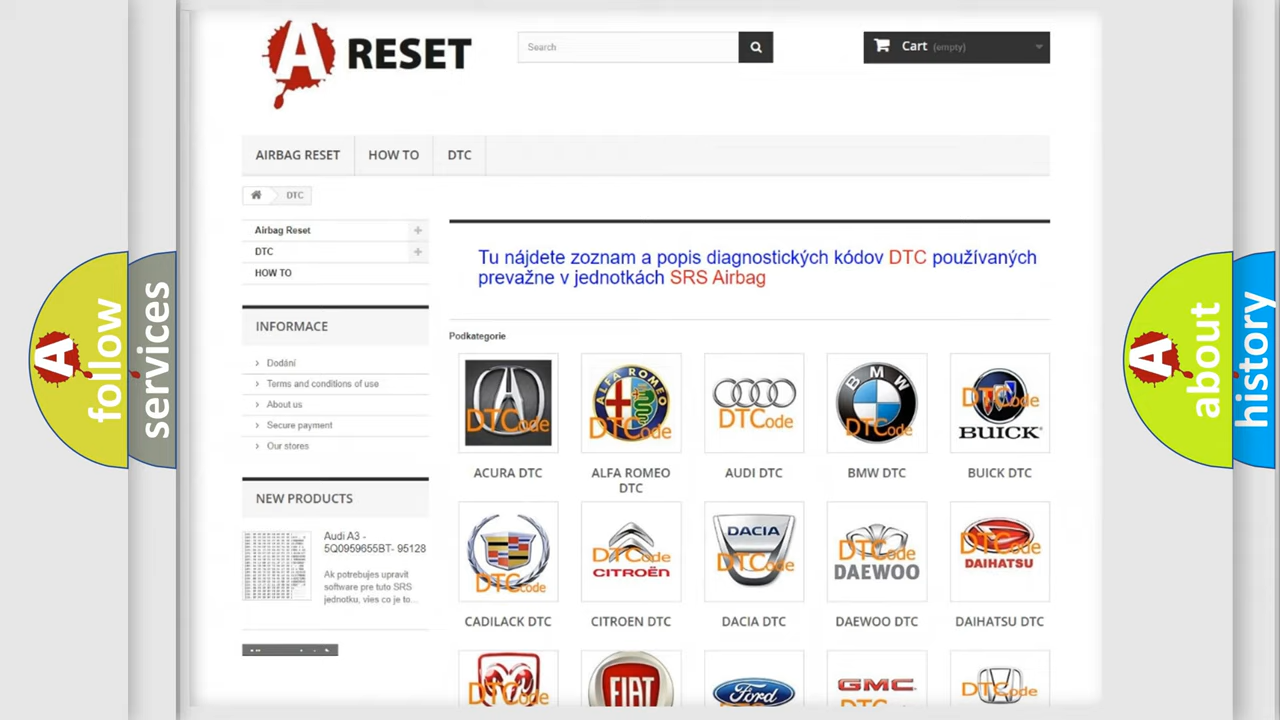 A RESET
Search
Cart (empty)
AIRBAG RESET
HOW TO
DTC
DTC
Airbag Reset
DTC
HOW TO
Tu nájdete zoznam a popis diagnostických kódov DTC používaných
prevažne v jednotkách SRS Airbag
INFORMACE
Dodání
Terms and conditions of use
About us
Secure payment
Our stores
Podkategorie
DTCode
ALFA ROMEO
DTCode
DTCode
BMW
DTCode
DTCode
BUICK
ACURA DTC
ALFA ROMEO
DTC
AUDI DTC
BMW DTC
BUICK DTC
NEW PRODUCTS
Audi A3 -
5Q0959655BT- 95128
Ak potrebujes upravit
software pre tuto SRS
jednotku, vies co je to...
DTCode
DTCode
CITROËN
DACIA
DTCode
DTCode
DAEWOO
DTCode
DAIHATSU
CADILACK DTC
CITROEN DTC
DACIA DTC
DAEWOO DTC
DAIHATSU DTC
DTCode
FIAT
Ford
GMC
DTCode
A follow
services
A about
history